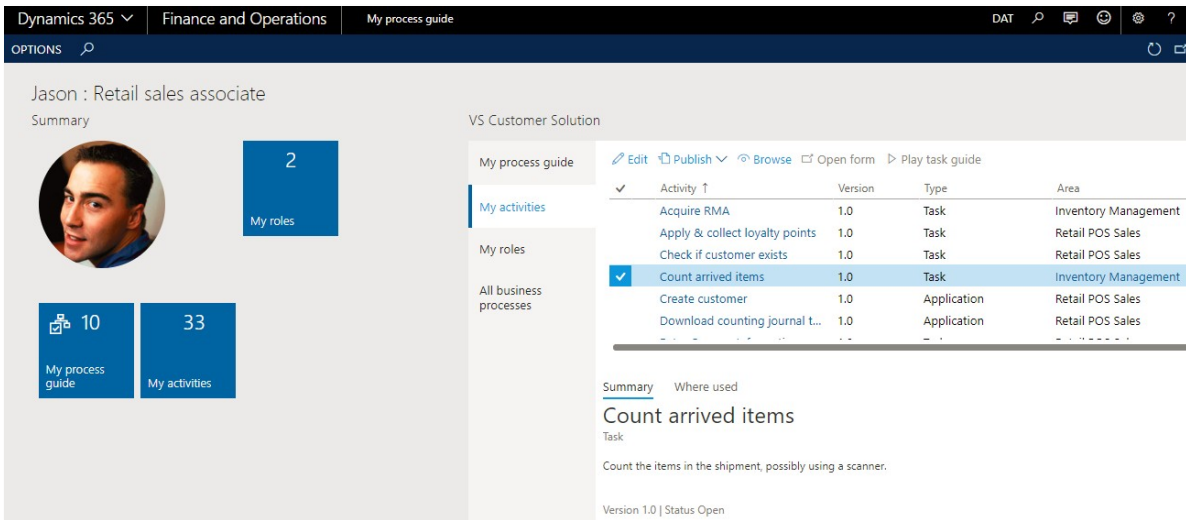 Dynamics 365
Finance and Operations
My process guide
DAT
?
OPTIONS
Jason : Retail sales associate
Summary
2
My roles
10
My process
guide
33
My activities
VS Customer Solution
My process guide
My activities
My roles
All business
processes
Edit Publish Browse Open form Play task guide
Activity ↑ Version Type Area
Acquire RMA 1.0 Task Inventory Management
Apply & collect loyalty points 1.0 Task Retail POS Sales
Check if customer exists 1.0 Task Retail POS Sales
Count arrived items 1.0 Task Inventory Management
Create customer 1.0 Application Retail POS Sales
Download counting journal t... 1.0 Application Retail POS Sales
Summary Where used
Count arrived items
Task
Count the items in the shipment, possibly using a scanner.
Version 1.0 | Status Open